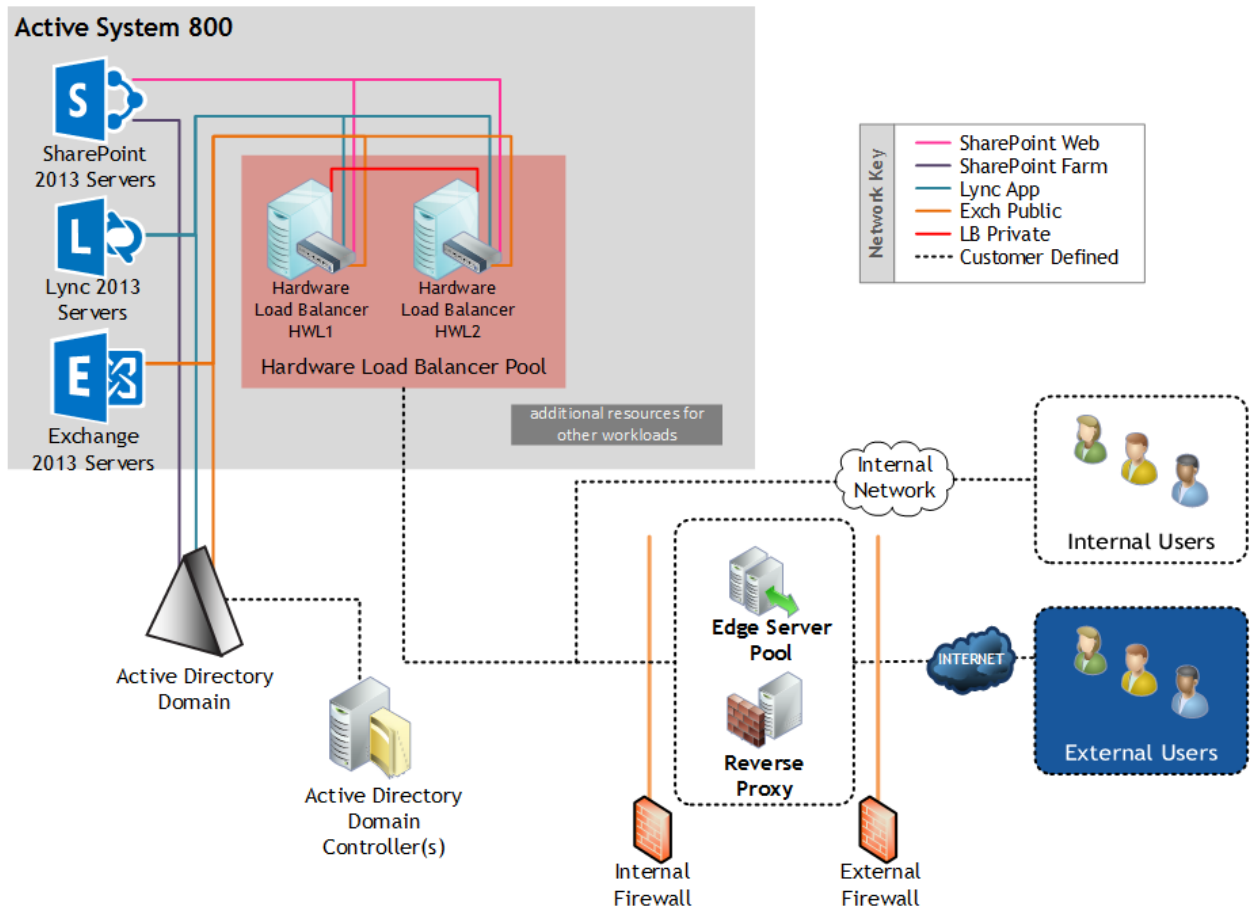 Active System 800
S
SharePoint
2013 Servers
L
Lync 2013
Servers
E
Exchange
2013 Servers
Hardware
Load Balancer
HWL1
Hardware
Load Balancer
HWL2
Hardware Load Balancer Pool
additional resources for
other workloads
Network Key
SharePoint Web
SharePoint Farm
Lync App
Exch Public
LB Private
Customer Defined
Internal
Network
Internal Users
Edge Server
Pool
Reverse
Proxy
INTERNET
External Users
Active Directory
Domain
Active Directory
Domain
Controller(s)
Internal
Firewall
External
Firewall